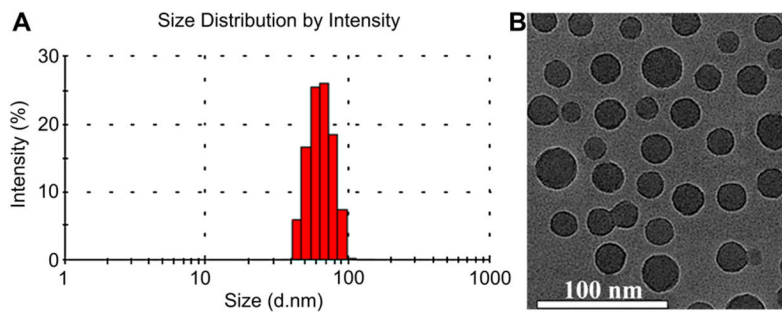 A
Size Distribution by Intensity
B
30
20
10
0
Intensity (%)
1
10
100
1000
Size (d.nm)
100 nm